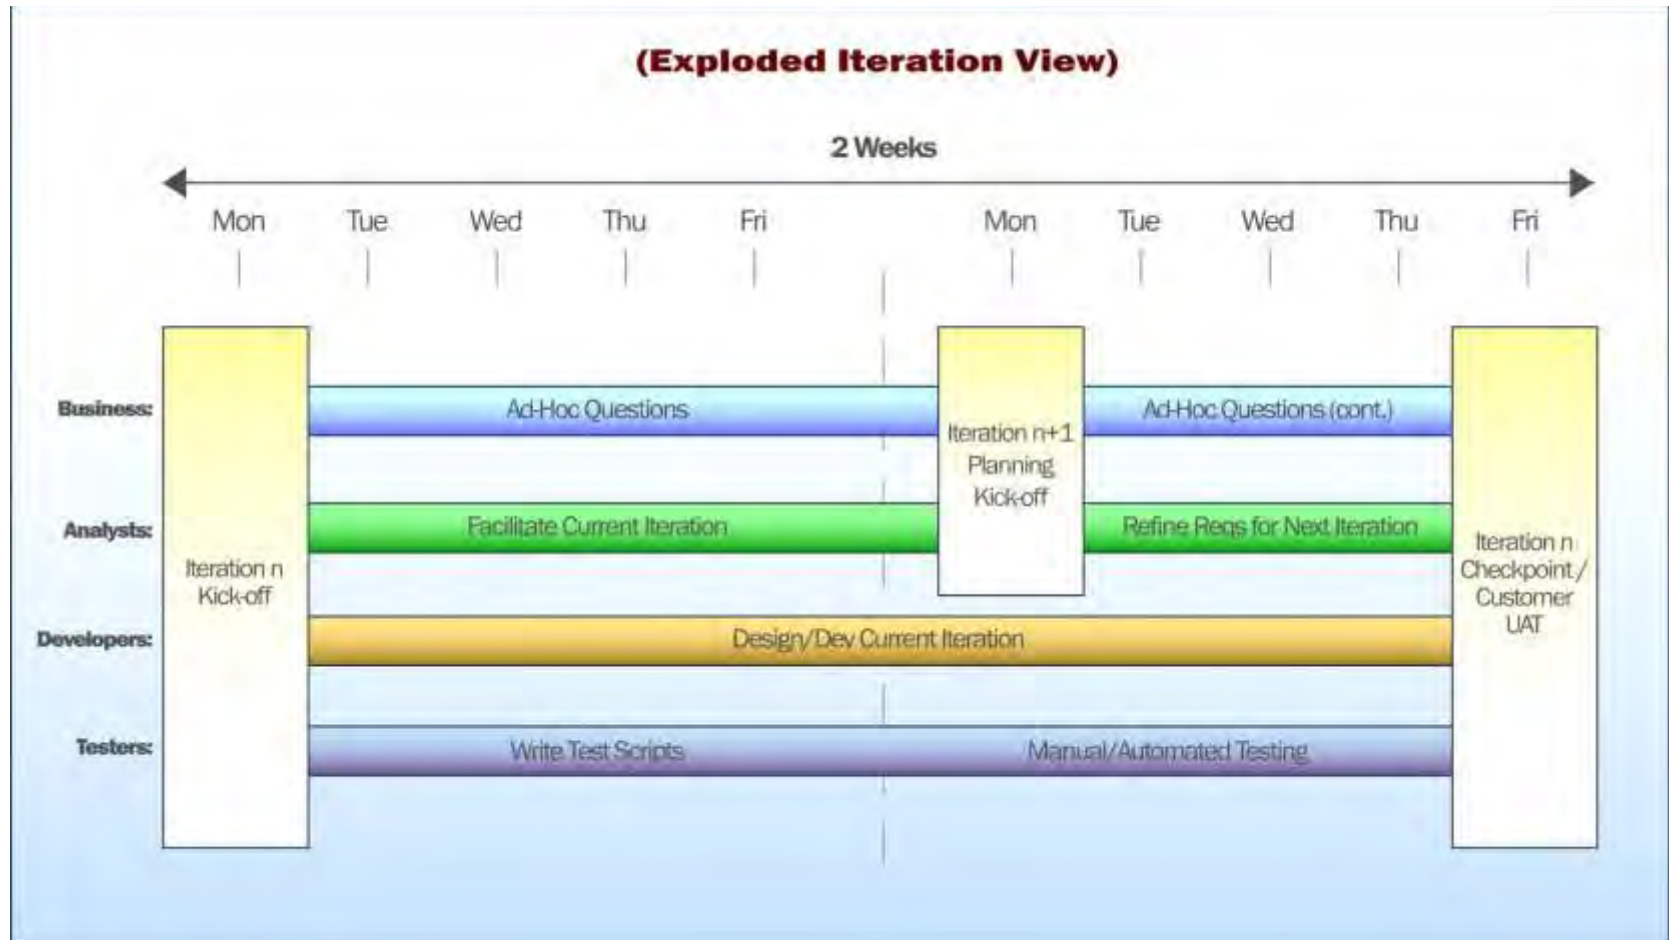 (Exploded Iteration View)
2 Weeks
Mon Tue Wed Thu Fri Mon Tue Wed Thu Fri
Business:
Analysts:
Developers:
Testers:
Iteration n
Kick-off
Ad-Hoc Questions
Facilitate Current Iteration
Design/Dev Current Iteration
Write Test Scripts
Iteration n+1
Planning
Kick-off
Ad-Hoc Questions (cont.)
Refine Reqs for Next Iteration
Manual/Automated Testing
Iteration n
Checkpoint/
Customer
UAT